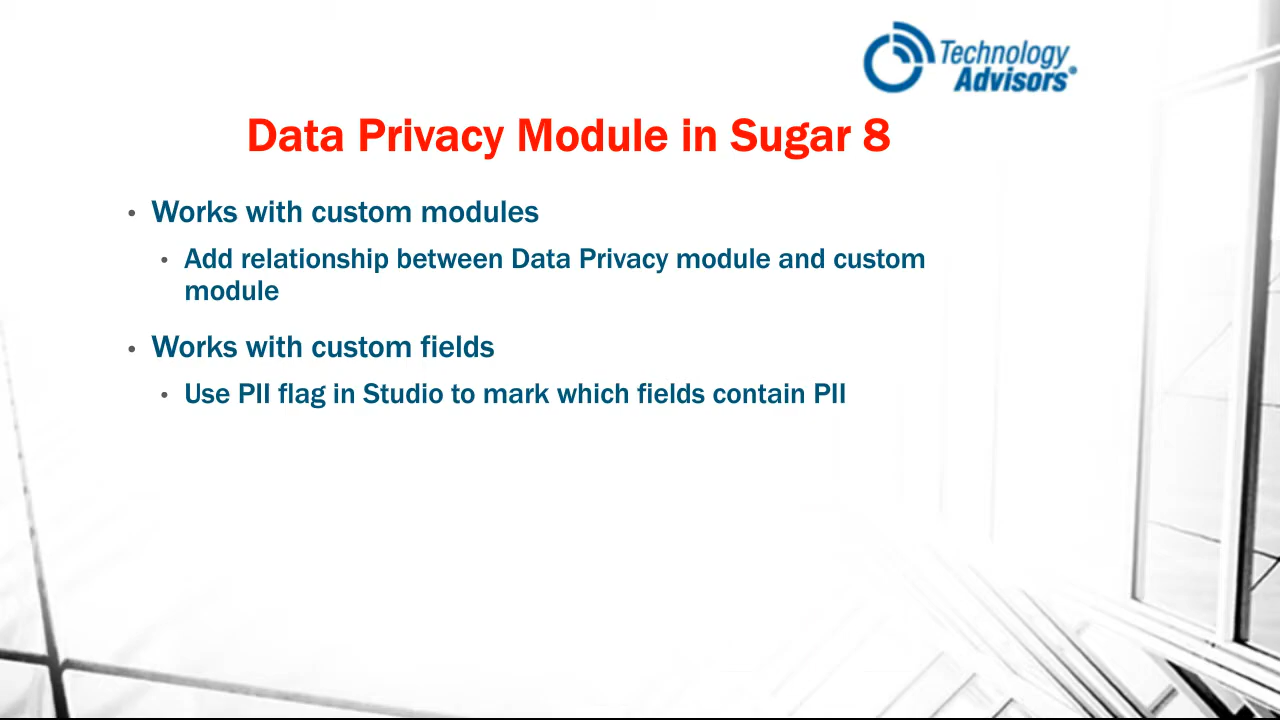 Technology
Advisors®
Data Privacy Module in Sugar 8
• Works with custom modules
• Add relationship between Data Privacy module and custom
module
• Works with custom fields
• Use PII flag in Studio to mark which fields contain PII